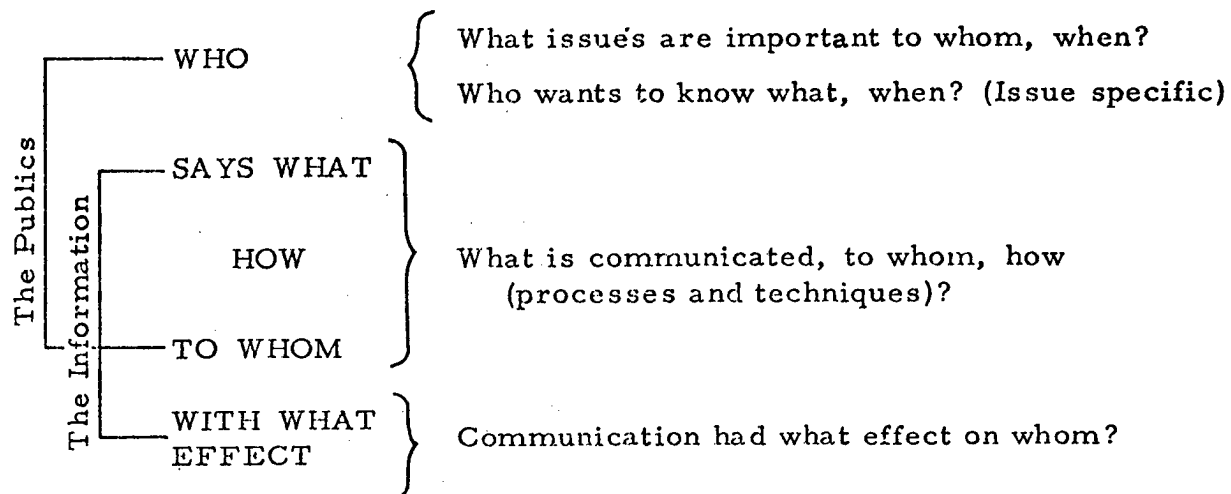 The Publics
The Information
WHO
What issue's are important to whom, when?
Who wants to know what, when? (Issue specific)
SAYS WHAT
HOW
What is communicated, to whom, how
(processes and techniques)?
TO WHOM
WITH WHAT
EFFECT
Communication had what effect on whom?